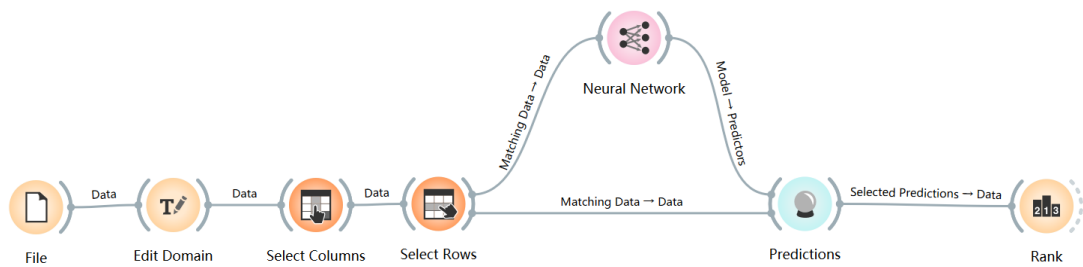 Neural Network
Matching Data → Data
Model → Predictors
Data
Data
Data
Matching Data → Data
Selected Predictions → Data
T
2 1 3
File
Edit Domain
Select Columns
Select Rows
Predictions
Rank